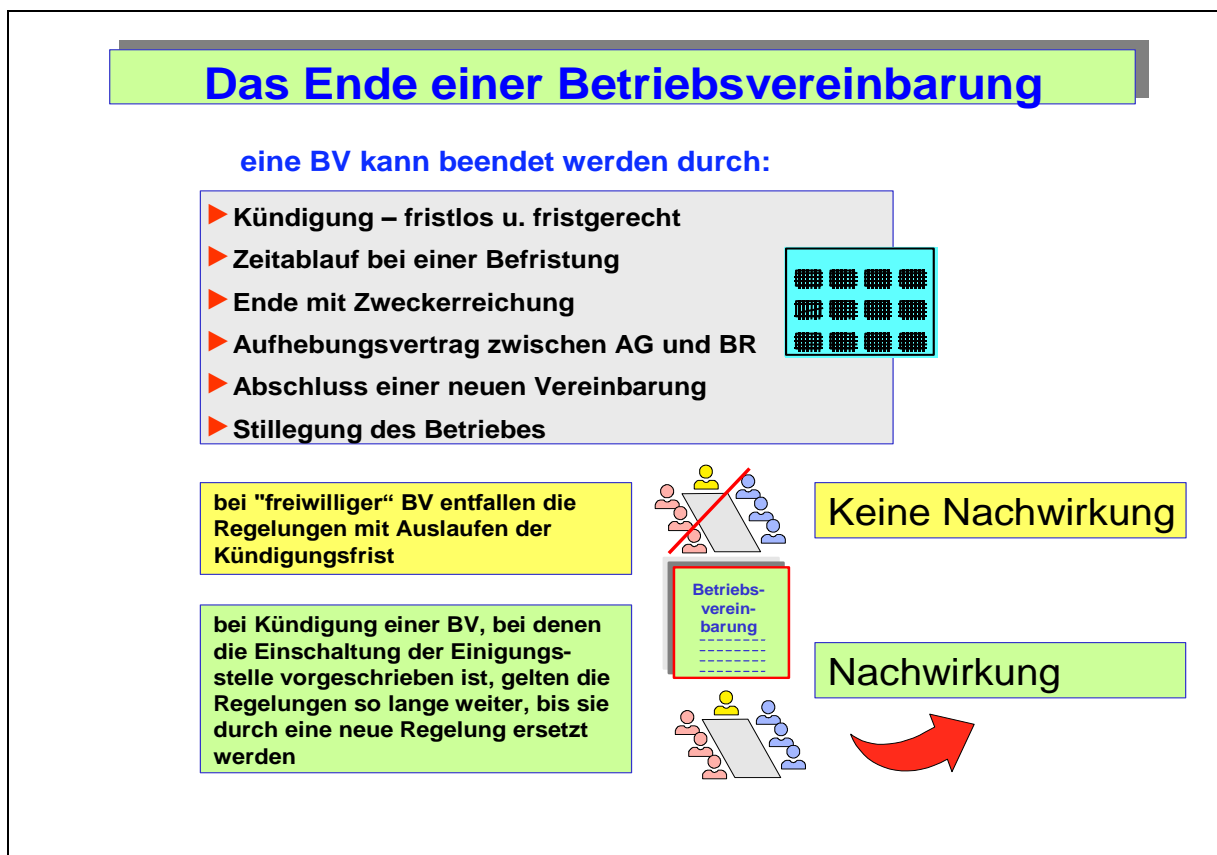 Das Ende einer Betriebsvereinbarung
eine BV kann beendet werden durch:
Kündigung – fristlos u. fristgerecht
Zeitablauf bei einer Befristung
Ende mit Zweckerreichung
Aufhebungsvertrag zwischen AG und BR
Abschluss einer neuen Vereinbarung
Stillegung des Betriebes
bei "freiwilliger“ BV entfallen die
Regelungen mit Auslaufen der
Kündigungsfrist
Keine Nachwirkung
Betriebs-
verein-
barung
bei Kündigung einer BV, bei denen
die Einschaltung der Einigungs-
stelle vorgeschrieben ist, gelten die
Regelungen so lange weiter, bis sie
durch eine neue Regelung ersetzt
werden
Nachwirkung